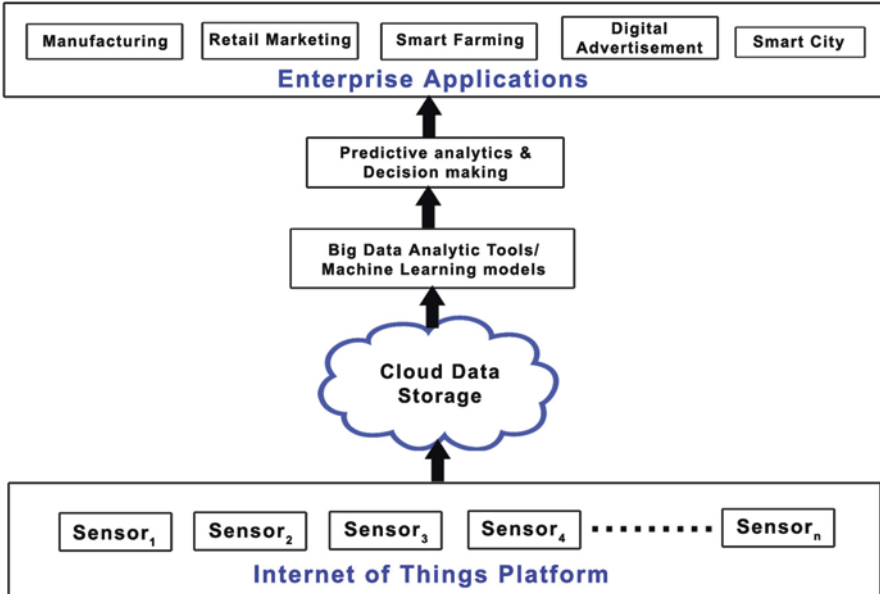 Manufacturing
Retail Marketing
Smart Farming
Digital
Advertisement
Smart City
Enterprise Applications
Predictive analytics &
Decision making
Big Data Analytic Tools/
Machine Learning models
Cloud Data
Storage
Sensor1
Sensor2
Sensor3
Sensor4
Sensorn
Internet of Things Platform